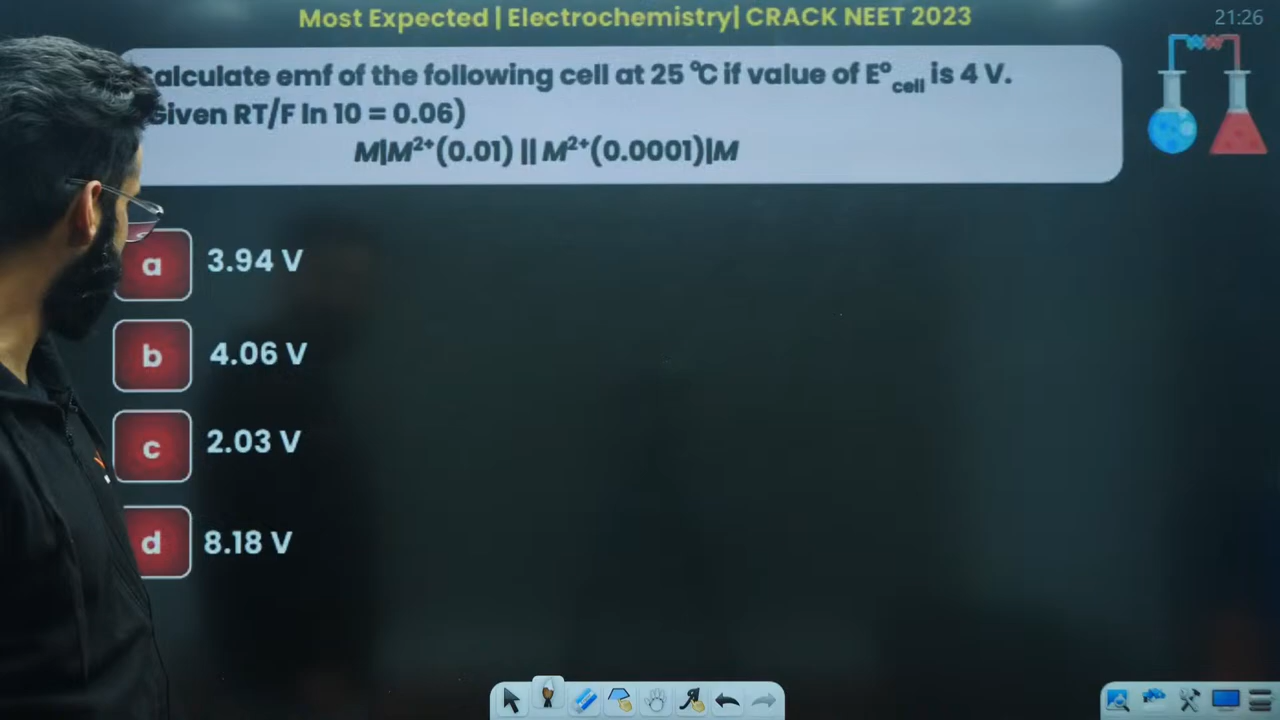 Most Expected | Electrochemistry| CRACK NEET 2023
21:26
Calculate emf of the following cell at 25 °C if value of E°cell is 4 V.
Given RT/F ln 10 = 0.06)
M|M²⁺(0.01) || M²⁺(0.0001)|M
a 3.94 V
b 4.06 V
c 2.03 V
d 8.18 V